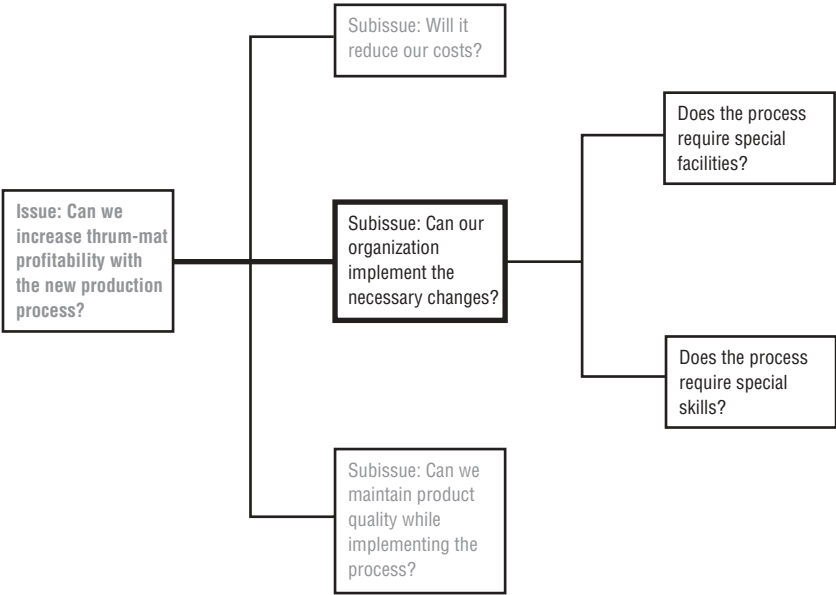 Subissue: Will it
reduce our costs?
Does the process
require special
facilities?
Issue: Can we
increase thrum-mat
profitability with
the new production
process?
Subissue: Can our
organization
implement the
necessary changes?
Does the process
require special
skills?
Subissue: Can we
maintain product
quality while
implementing the
process?